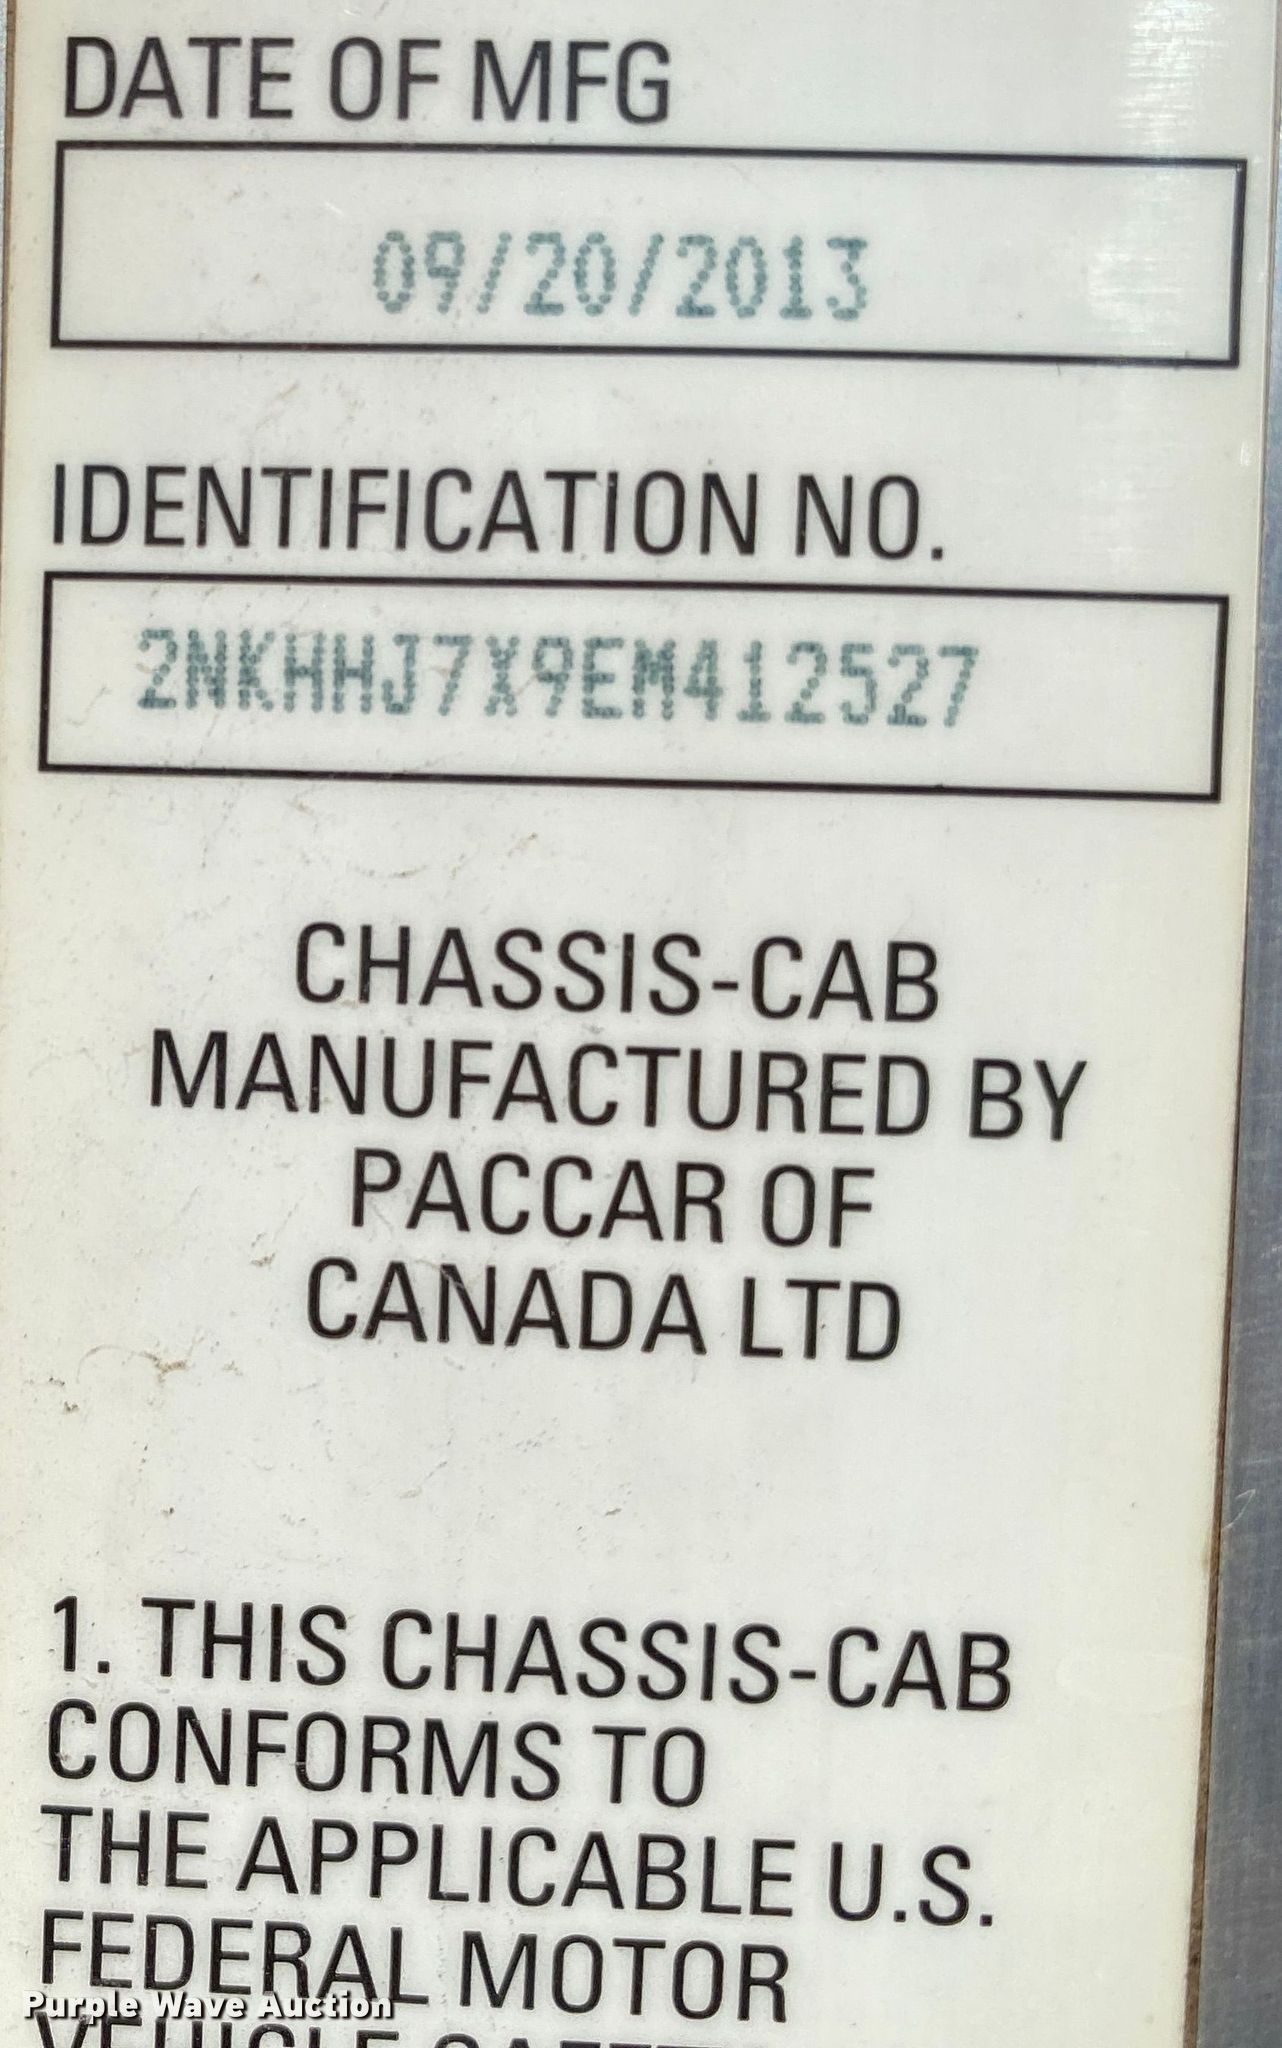 DATE OF MFG
09/20/2013
IDENTIFICATION NO.
2NKHHJ7X9EM412527
CHASSIS-CAB
MANUFACTURED BY
PACCAR OF
CANADA LTD
1. THIS CHASSIS-CAB
CONFORMS TO
THE APPLICABLE U.S.
FEDERAL MOTOR
Purple Wave Auction
VEHICLE